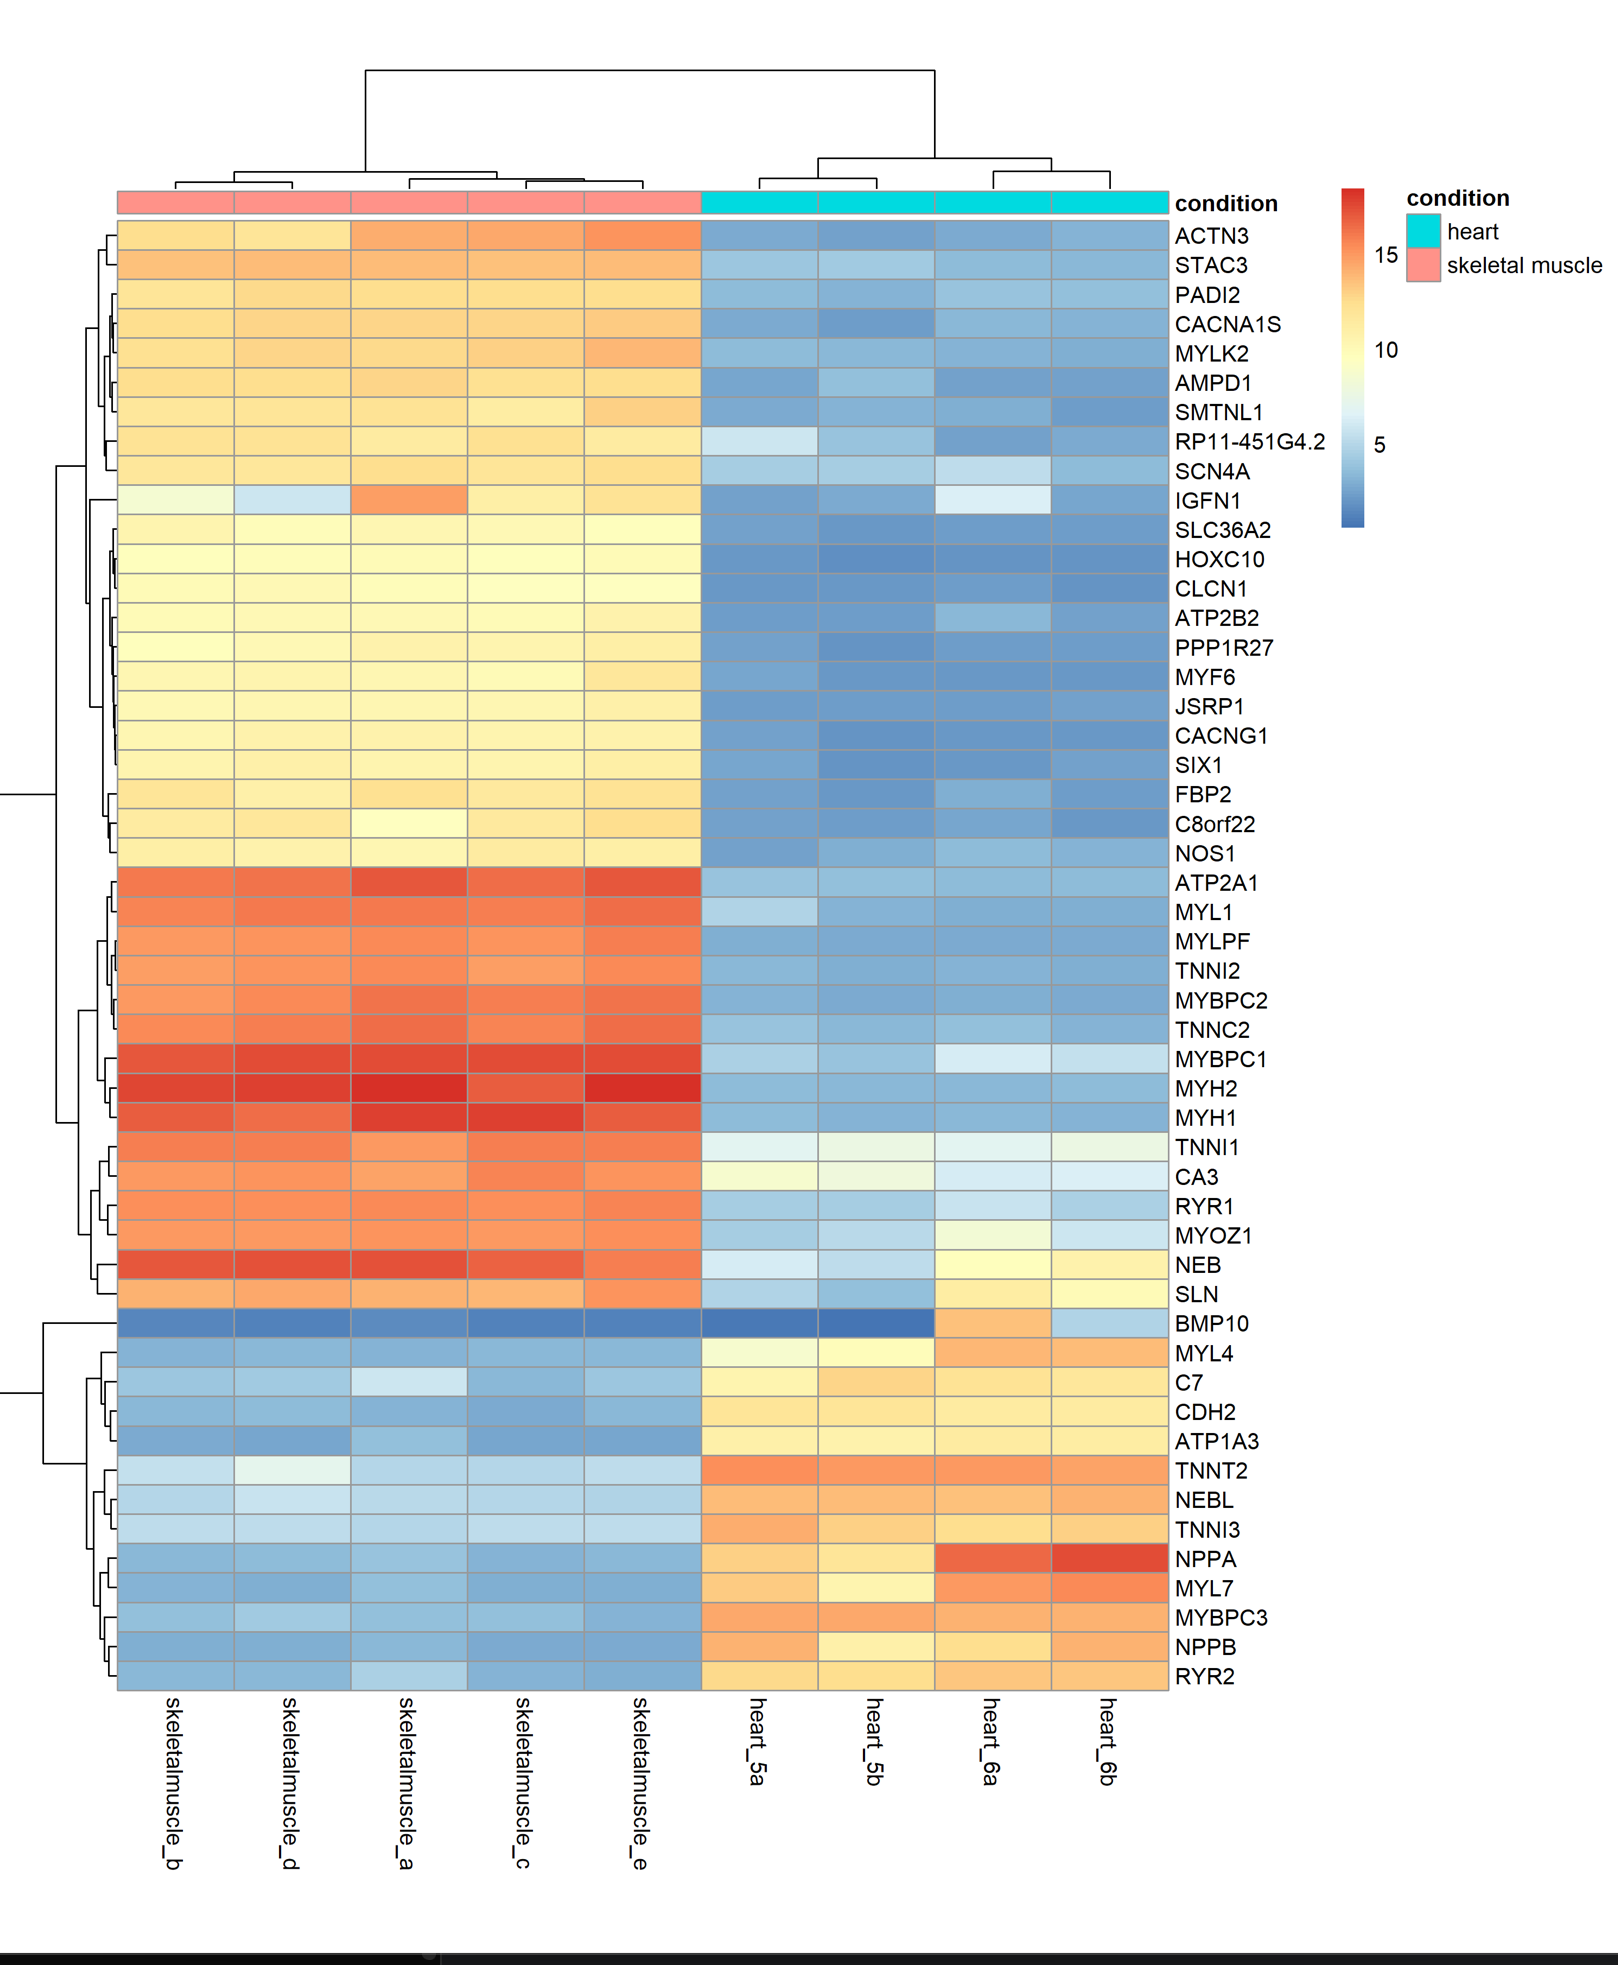 condition
ACTN3
STAC3
PADI2
CACNA1S
MYLK2
AMPD1
SMTNL1
RP11-451G4.2
SCN4A
IGFN1
SLC36A2
HOXC10
CLCN1
ATP2B2
PPP1R27
MYF6
JSRP1
CACNG1
SIX1
FBP2
C8orf22
NOS1
ATP2A1
MYL1
MYLPF
TNNI2
MYBPC2
TNNC2
MYBPC1
MYH2
MYH1
TNNI1
CA3
RYR1
MYOZ1
NEB
SLN
BMP10
MYL4
C7
CDH2
ATP1A3
TNNT2
NEBL
TNNI3
NPPA
MYL7
MYBPC3
NPPB
RYR2
skeletalmuscle_b
skeletalmuscle_d
skeletalmuscle_a
skeletalmuscle_c
skeletalmuscle_e
heart_5a
heart_5b
heart_6a
heart_6b
15
10
5
condition
heart
skeletal muscle